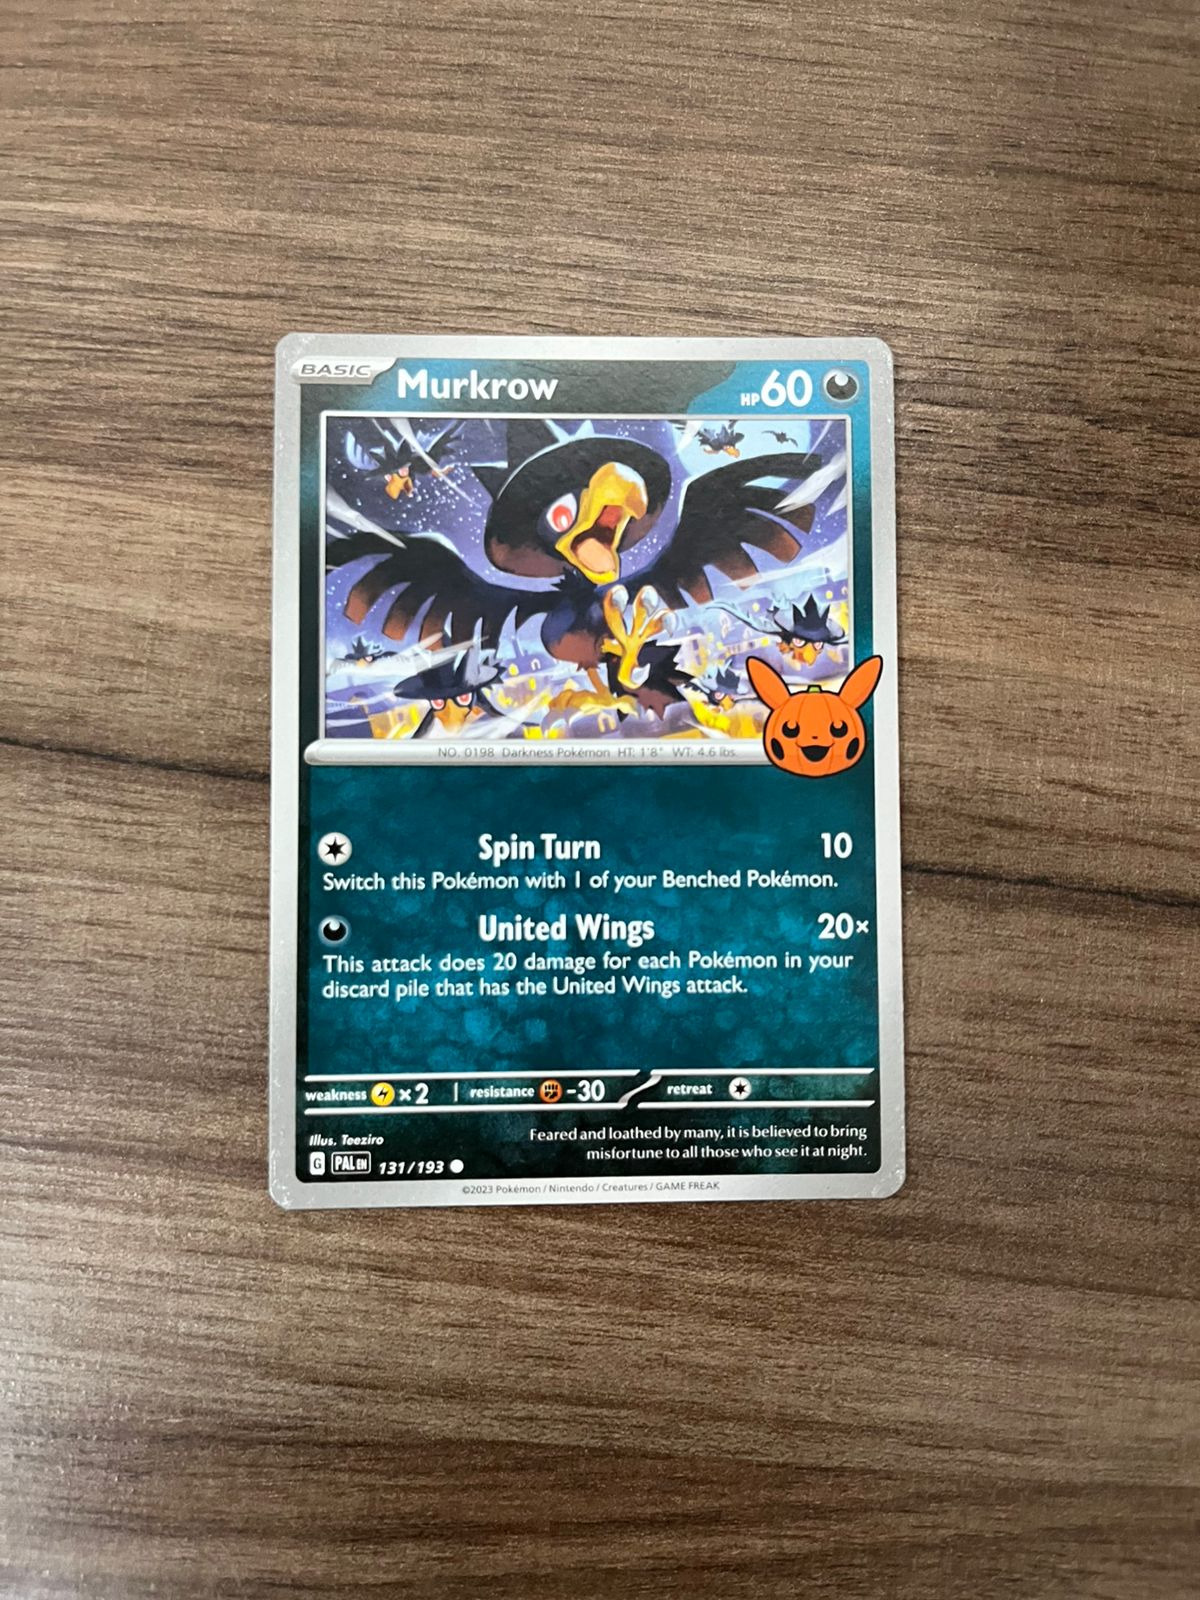 BASIC Murkrow HP 60
NO. 0198 Darkness Pokémon HT: 1'8" WT: 4.6 lbs.
Spin Turn 10
Switch this Pokémon with 1 of your Benched Pokémon.
United Wings 20×
This attack does 20 damage for each Pokémon in your
discard pile that has the United Wings attack.
weakness ×2 resistance -30 retreat
Illus. Teeziro
Feared and loathed by many, it is believed to bring
misfortune to all those who see it at night.
G PAL EN 131/193
©2023 Pokémon / Nintendo / Creatures / GAME FREAK